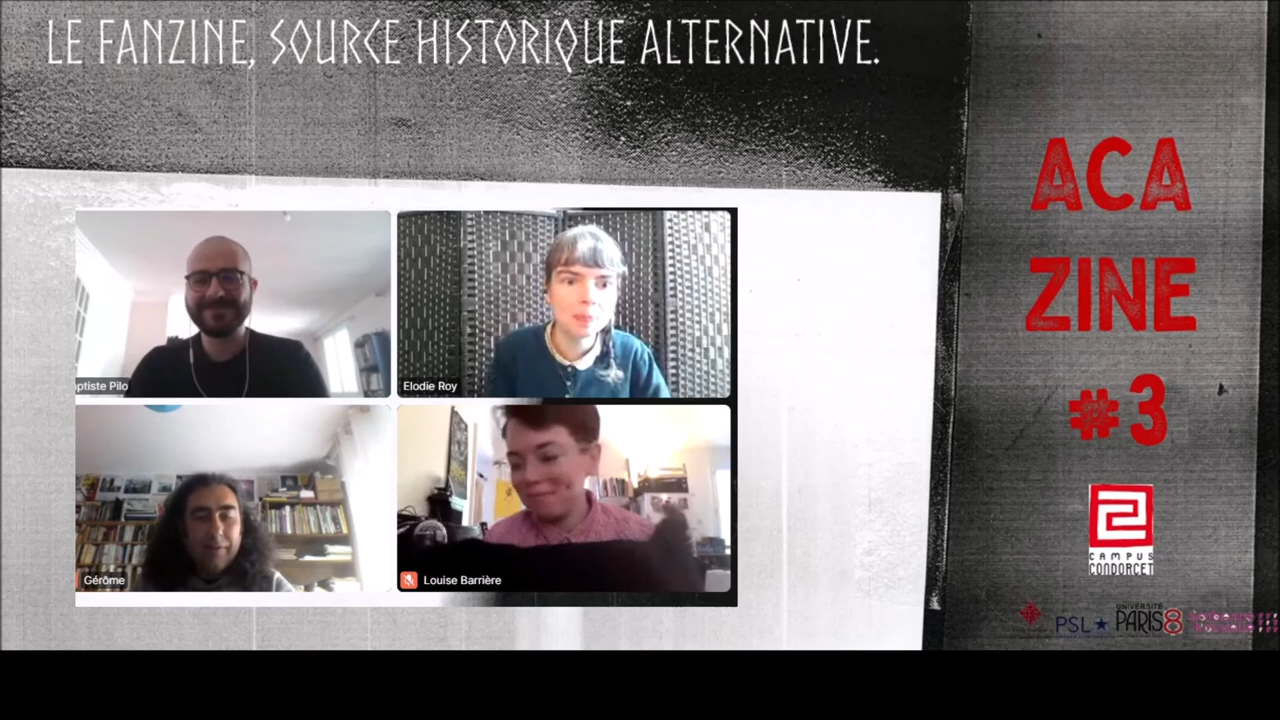 LE FANZINE, SOURCE HISTORIQUE ALTERNATIVE.
ACA
ZINE
#3
ptiste Pilo
Elodie Roy
Gérôme
Louise Barrière
CAMPUS
CONDORCET
PSL
UNIVERSITÉ
PARIS8